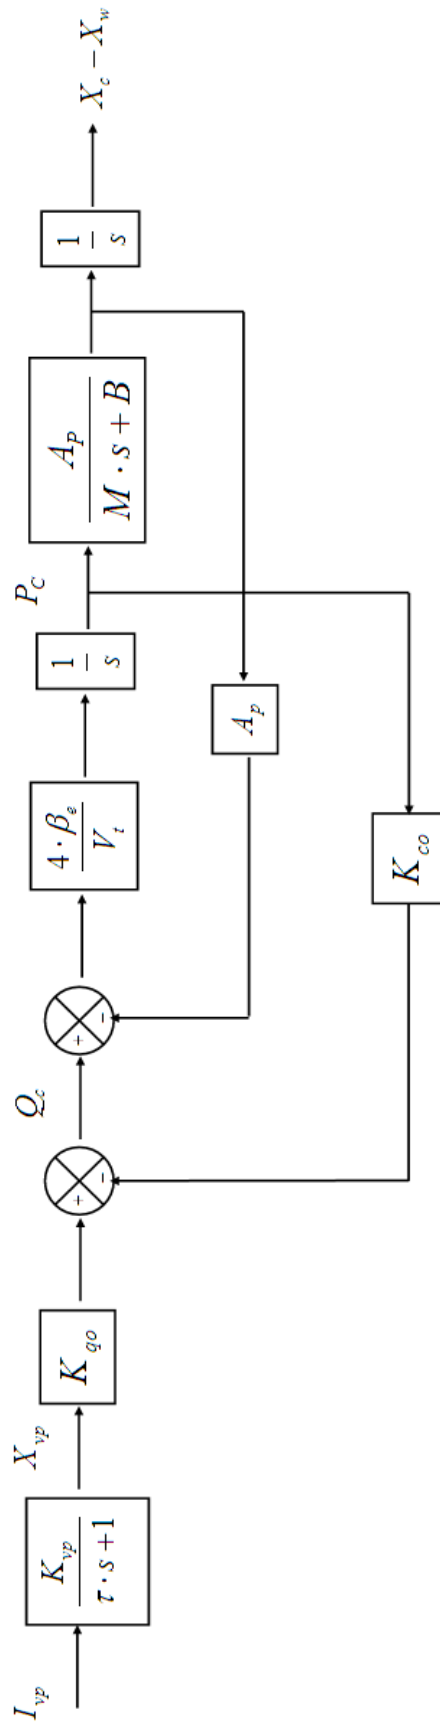 I_vp
K_vp
τ · s + 1
X_vp
K_qo
+
−
Q_c
+
−
4 · β_e
V_t
1
s
P_C
A_P
M · s + B
1
s
X_c − X_w
A_p
K_co